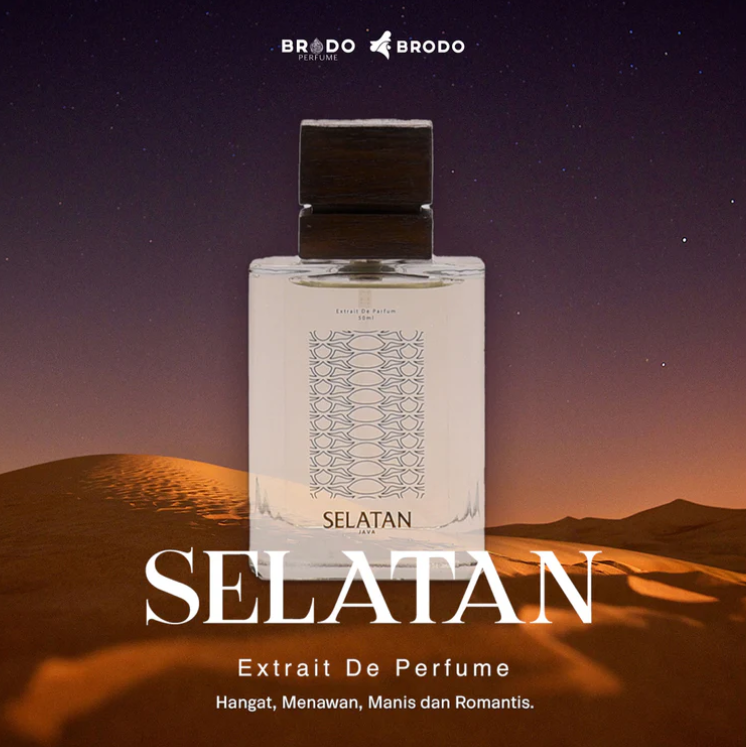 BRODO PERFUME BRODO
Extrait De Parfum
50ml
SELATAN
JAVA
SELATAN
Extrait De Perfume
Hangat, Menawan, Manis dan Romantis.